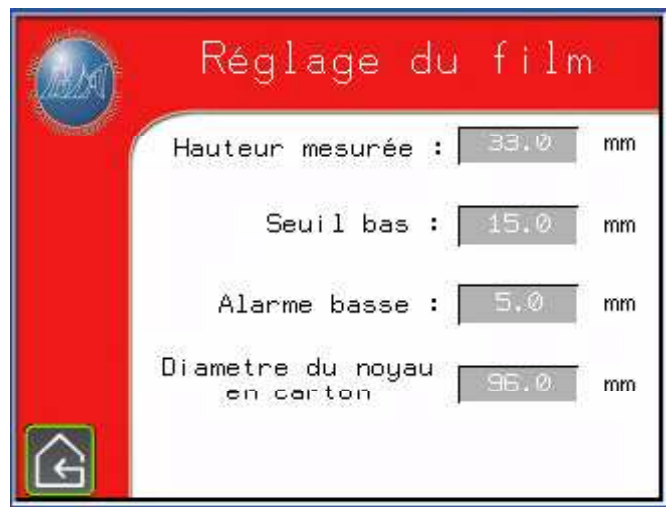 Réglage du film
Hauteur mesurée : 33.0 mm
Seuil bas : 15.0 mm
Alarme basse : 5.0 mm
Diametre du noyau
en carton 96.0 mm